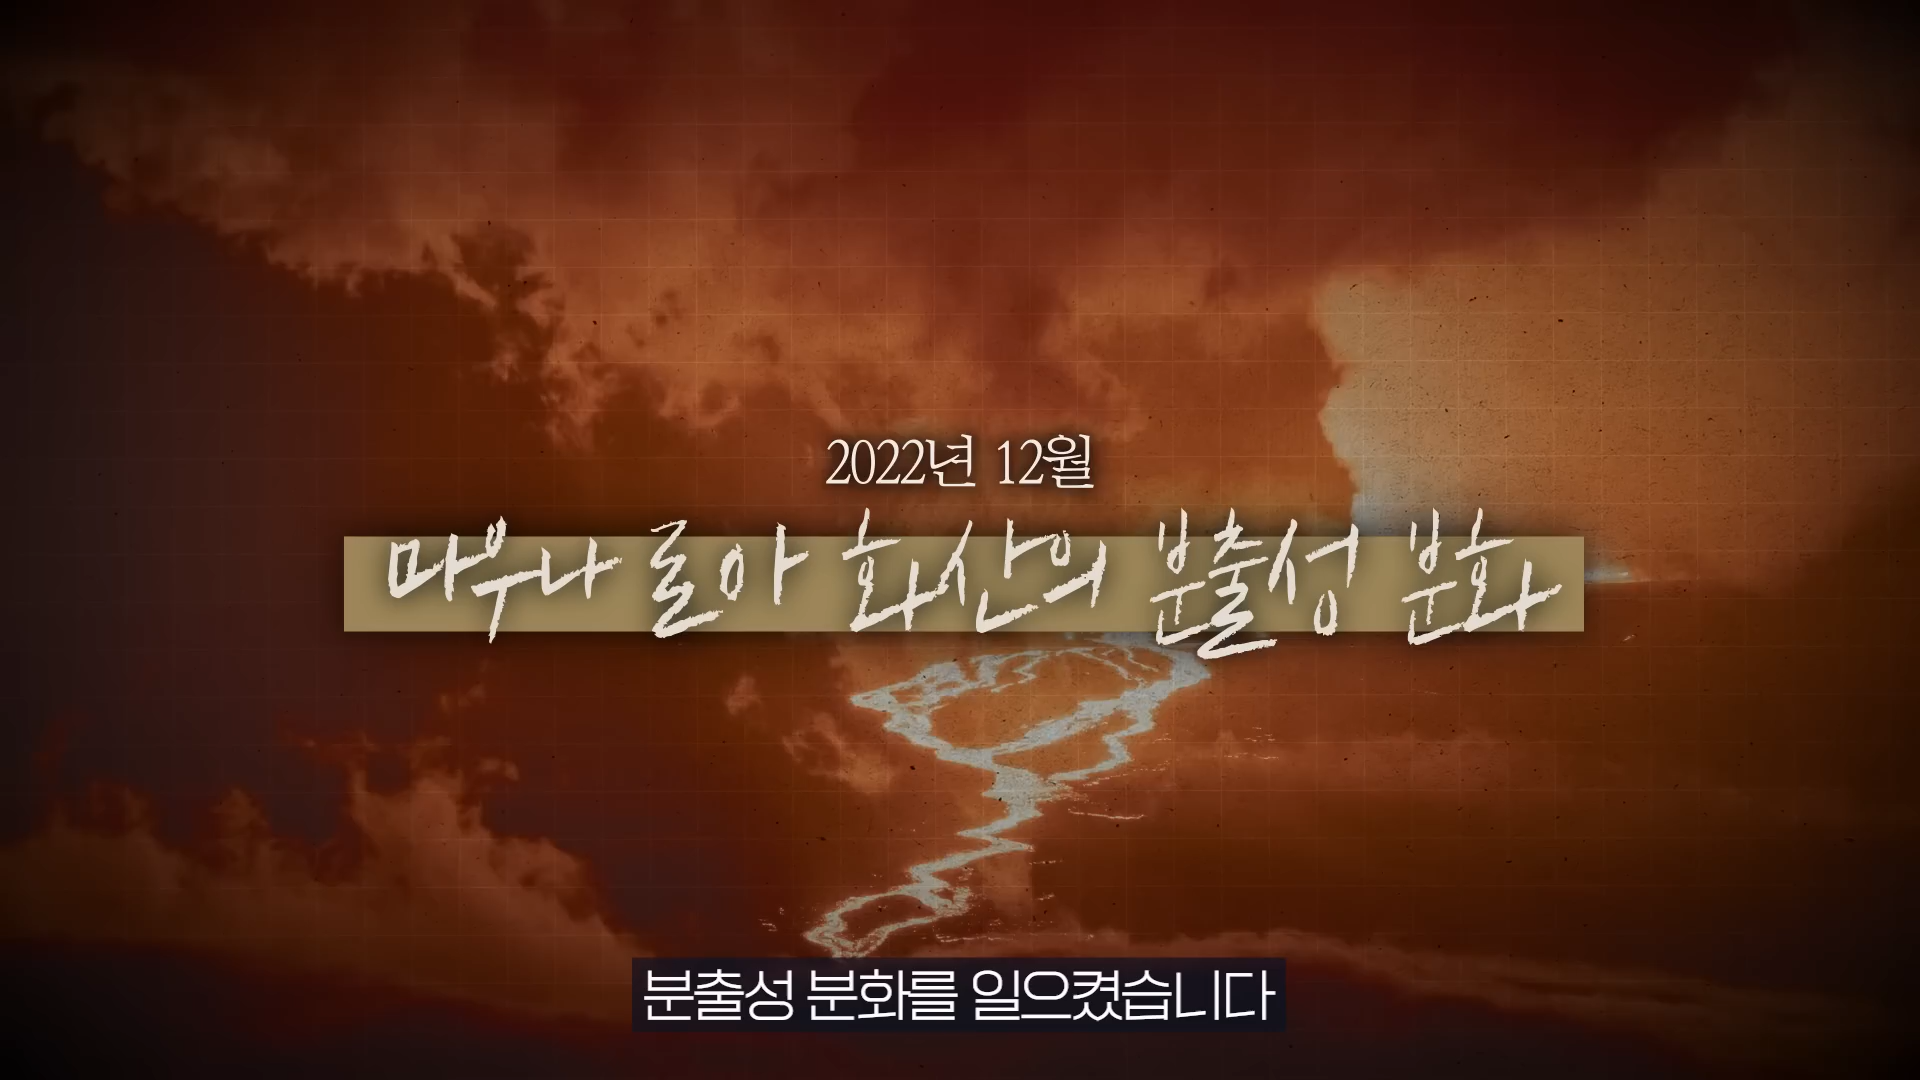 2022년 12월
마우나 로아 화산의 분출성 분화
분출성 분화를 일으켰습니다